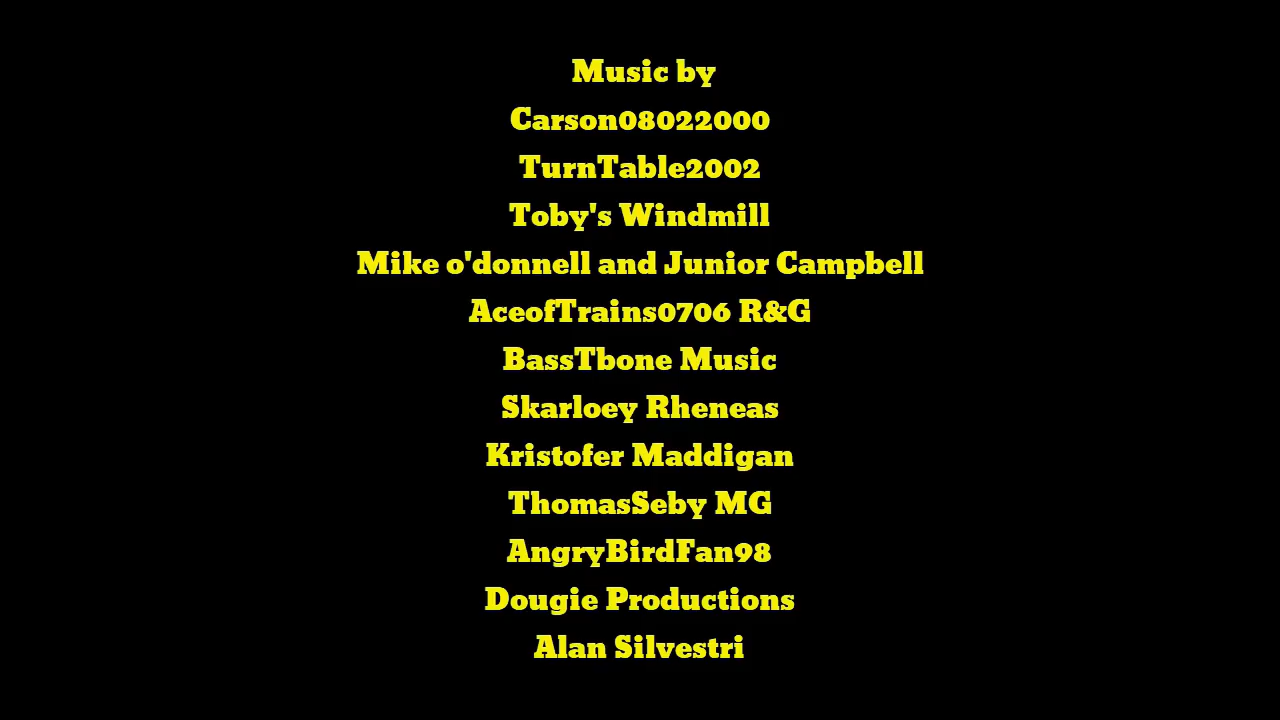 Music by
Carson08022000
TurnTable2002
Toby's Windmill
Mike o'donnell and Junior Campbell
AceofTrains0706 R&G
BassTbone Music
Skarloey Rheneas
Kristofer Maddigan
ThomasSeby MG
AngryBirdFan98
Dougie Productions
Alan Silvestri